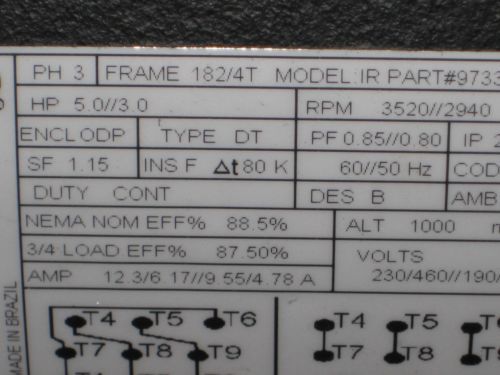 PH 3 FRAME 182/4T MODEL:IR PART#9733
HP 5.0//3.0 RPM 3520//2940
ENCL ODP TYPE DT PF 0.85//0.80 IP 2
SF 1.15 INS F Δt 80 K 60//50 Hz COD
DUTY CONT DES B AMB
NEMA NOM EFF% 88.5% ALT 1000
3/4 LOAD EFF% 87.50% VOLTS
AMP 12.3/6.17//9.55/4.78 A 230/460//190/
T4 T5 T6 T4 T5
T7 T8 T9 T7 T8 T9
MADE IN BRAZIL